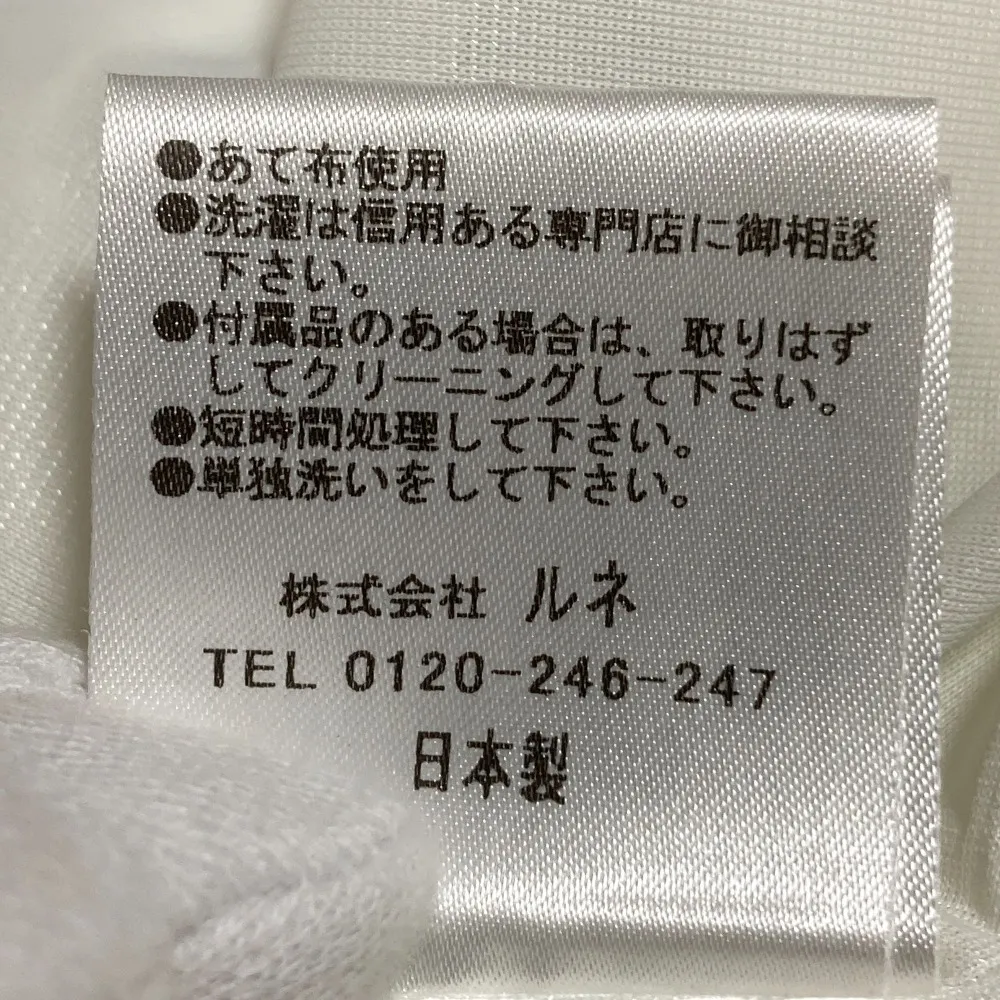 ●あて布使用
●洗濯は信用ある専門店に御相談
下さい。
●付属品のある場合は、取りはず
してクリーニングして下さい。
●短時間処理して下さい。
●単独洗いをして下さい。
株式会社 ルネ
TEL 0120-246-247
日本製